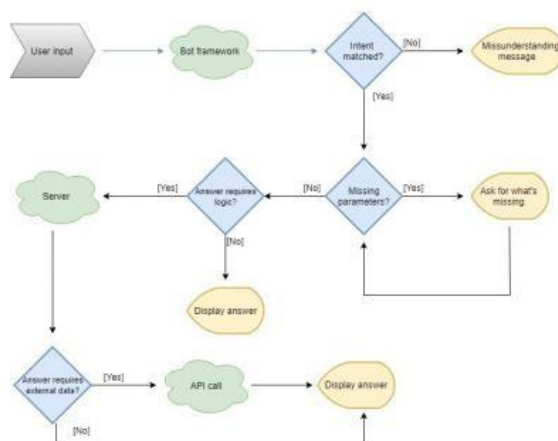 User input
Bot framework
Intent
matched?
[No]
Misunderstanding
message
[Yes]
Server
[Yes]
Answer requires
logic?
[No]
Missing
parameters?
[Yes]
Ask for what's
missing.
[No]
Display answer
Answer requires
external data?
[Yes]
API call
Display answer
[No]